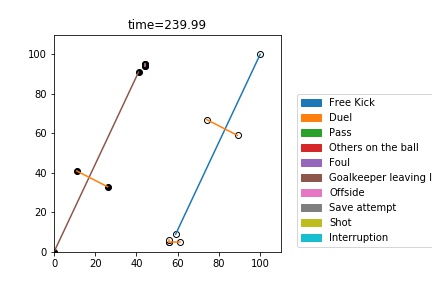 time=239.99
100
80
60
40
20
0
0
20
40
60
80
100
Free Kick
Duel
Pass
Others on the ball
Foul
Goalkeeper leaving l
Offside
Save attempt
Shot
Interruption